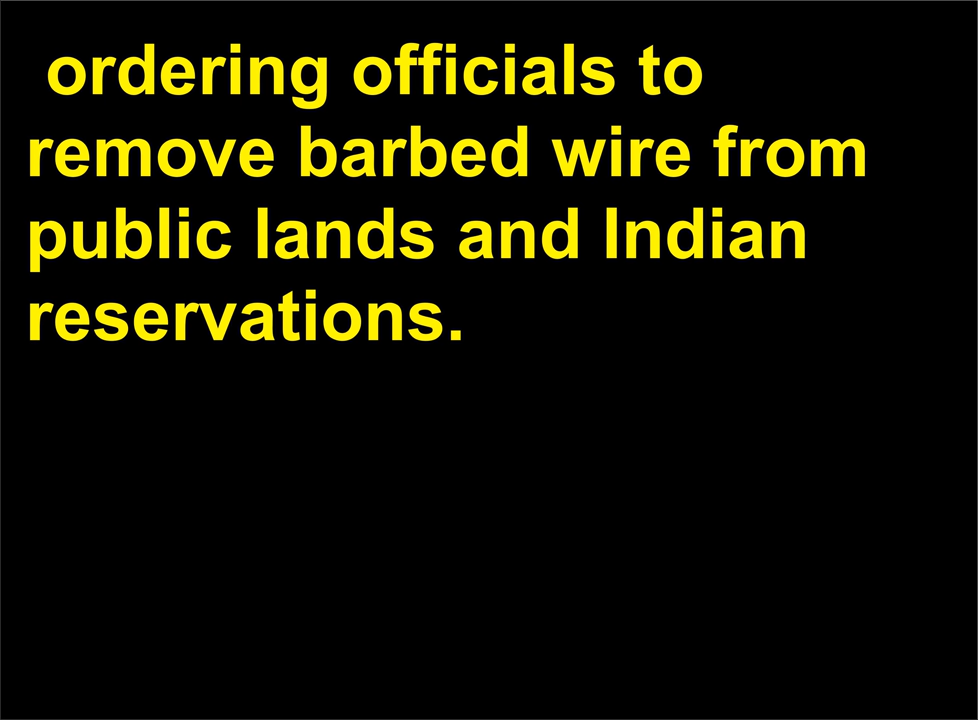 ordering officials to
remove barbed wire from
public lands and Indian
reservations.